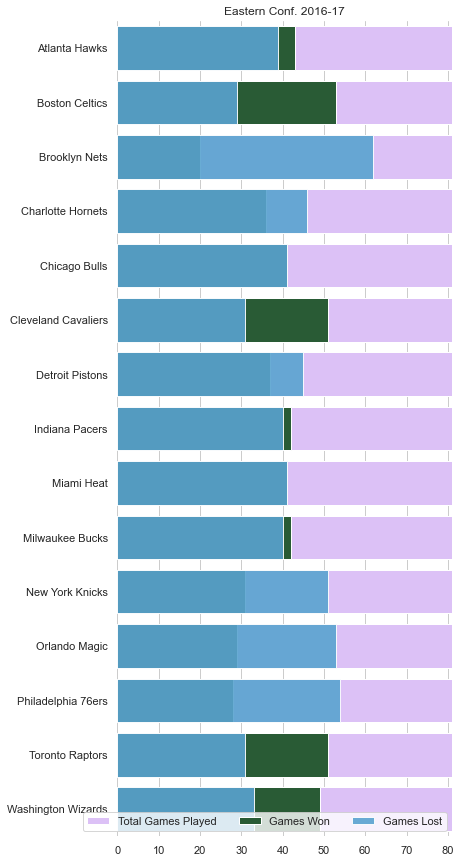 Eastern Conf. 2016-17
Atlanta Hawks
Boston Celtics
Brooklyn Nets
Charlotte Hornets
Chicago Bulls
Cleveland Cavaliers
Detroit Pistons
Indiana Pacers
Miami Heat
Milwaukee Bucks
New York Knicks
Orlando Magic
Philadelphia 76ers
Toronto Raptors
Washington Wizards
Total Games Played Games Won Games Lost
0 10 20 30 40 50 60 70 80